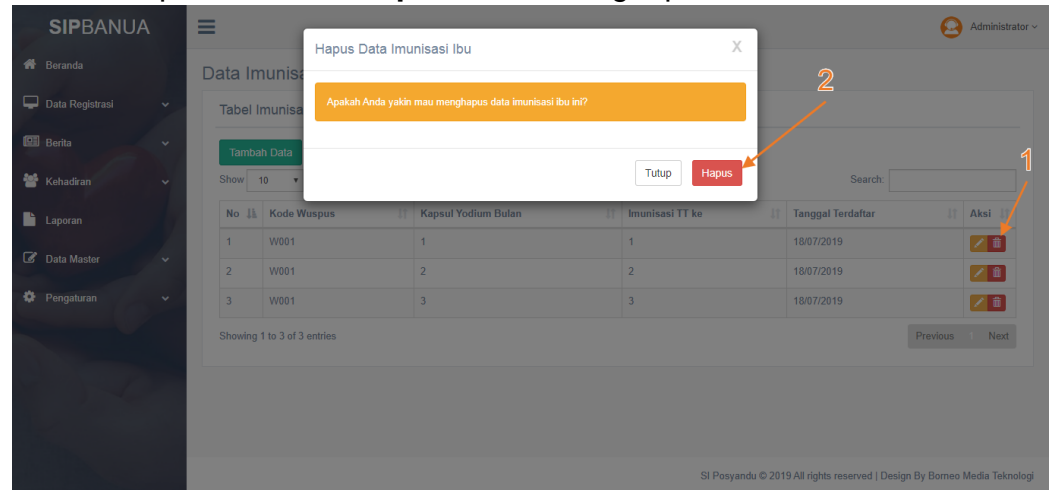 SIPBANUA
Administrator
Beranda
Data Registrasi
Berita
Kehadiran
Laporan
Data Master
Pengaturan
Hapus Data Imunisasi Ibu
X
Apakah Anda yakin mau menghapus data imunisasi ibu ini?
Tutup Hapus
2
1
Data Imunisa
Tabel Imunisa
Tambah Data
Show 10 Search:
No Kode Wuspus Kapsul Yodium Bulan Imunisasi TT ke Tanggal Terdaftar Aksi
1 W001 1 1 18/07/2019
2 W001 2 2 18/07/2019
3 W001 3 3 18/07/2019
Showing 1 to 3 of 3 entries Previous 1 Next
SI Posyandu © 2019 All rights reserved | Design By Borneo Media Teknologi